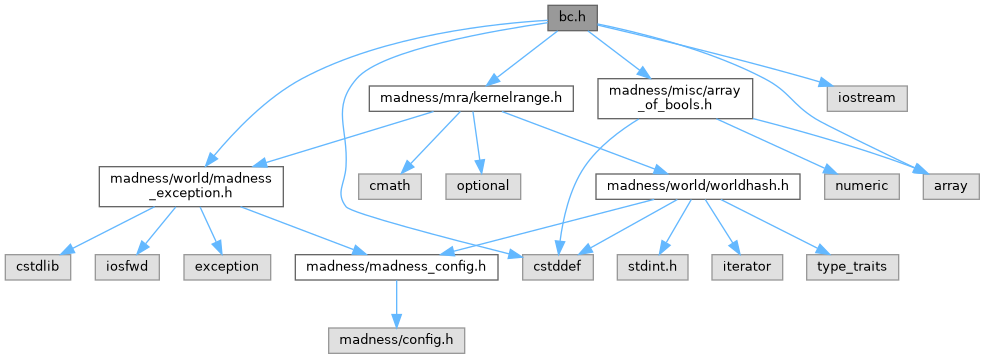 bc.h
madness/mra/kernelrange.h
madness/misc/array
_of_bools.h
iostream
madness/world/madness
_exception.h
cmath
optional
madness/world/worldhash.h
numeric
array
cstdlib
iosfwd
exception
madness/madness_config.h
cstddef
stdint.h
iterator
type_traits
madness/config.h